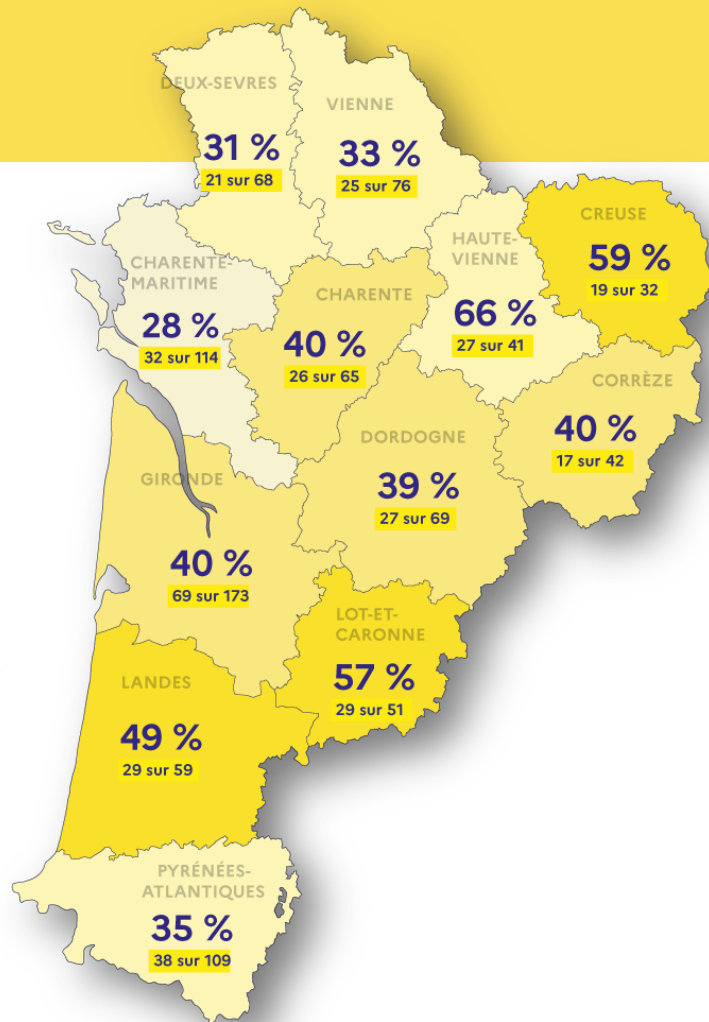 DEUX-SEVRES
31 %
21 sur 68
VIENNE
33 %
25 sur 76
CREUSE
59 %
19 sur 32
HAUTE-
VIENNE
66 %
27 sur 41
CHARENTE-
MARITIME
28 %
32 sur 114
CHARENTE
40 %
26 sur 65
CORRÈZE
40 %
17 sur 42
DORDOGNE
39 %
27 sur 69
GIRONDE
40 %
69 sur 173
LOT-ET-
CARONNE
57 %
29 sur 51
LANDES
49 %
29 sur 59
PYRÉNÉES-
ATLANTIQUES
35 %
38 sur 109